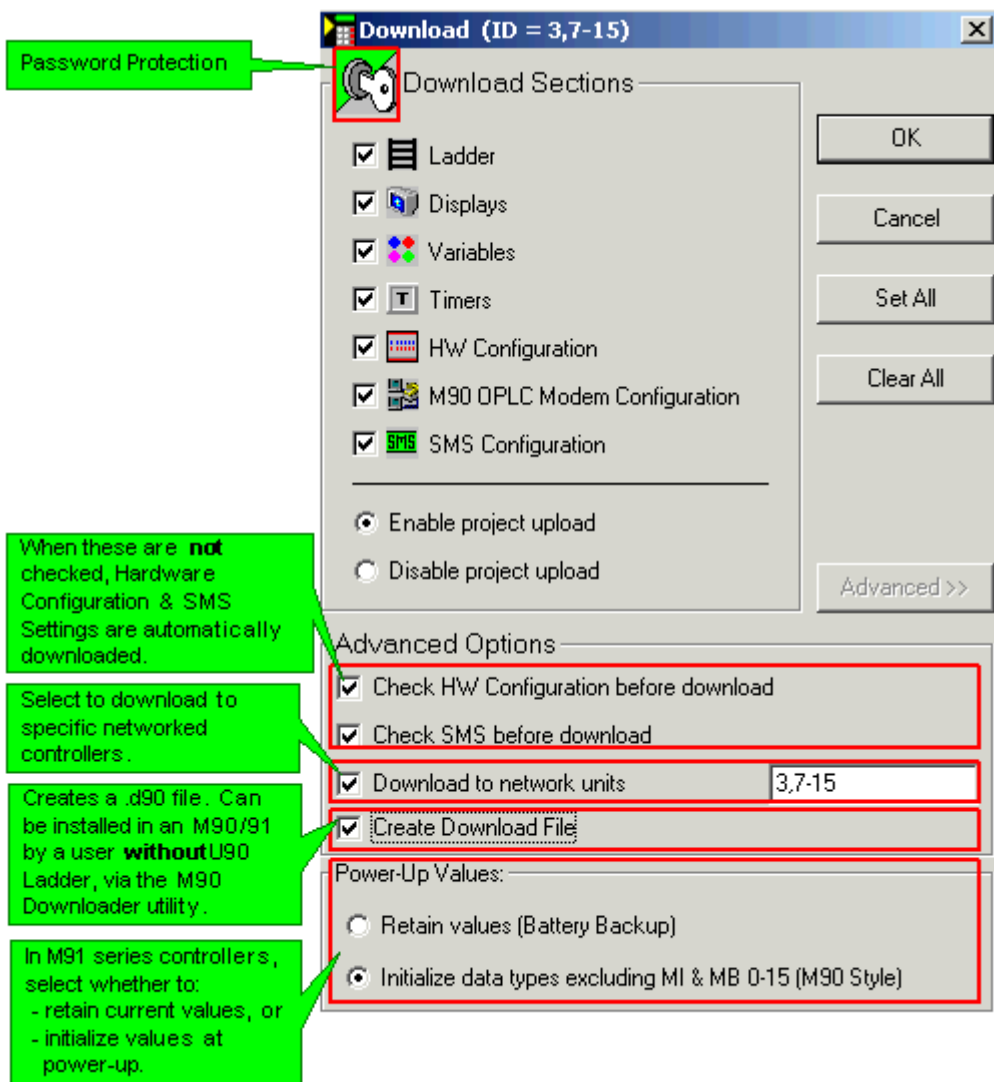 Download (ID = 3,7-15)
Password Protection
Download Sections
Ladder
Displays
Variables
T Timers
HW Configuration
M90 OPLC Modem Configuration
SMS SMS Configuration
Enable project upload
Disable project upload
OK
Cancel
Set All
Clear All
Advanced >>
When these are not
checked, Hardware
Configuration & SMS
Settings are automatically
downloaded.
Advanced Options
Check HW Configuration before download
Check SMS before download
Select to download to
specific networked
controllers.
Download to network units 3,7-15
Creates a .d90 file. Can
be installed in an M90/91
by a user without U90
Ladder, via the M90
Downloader utility.
Create Download File
Power-Up Values:
Retain values (Battery Backup)
Initialize data types excluding MI & MB 0-15 (M90 Style)
In M91 series controllers,
select whether to:
- retain current values, or
- initialize values at
power-up.